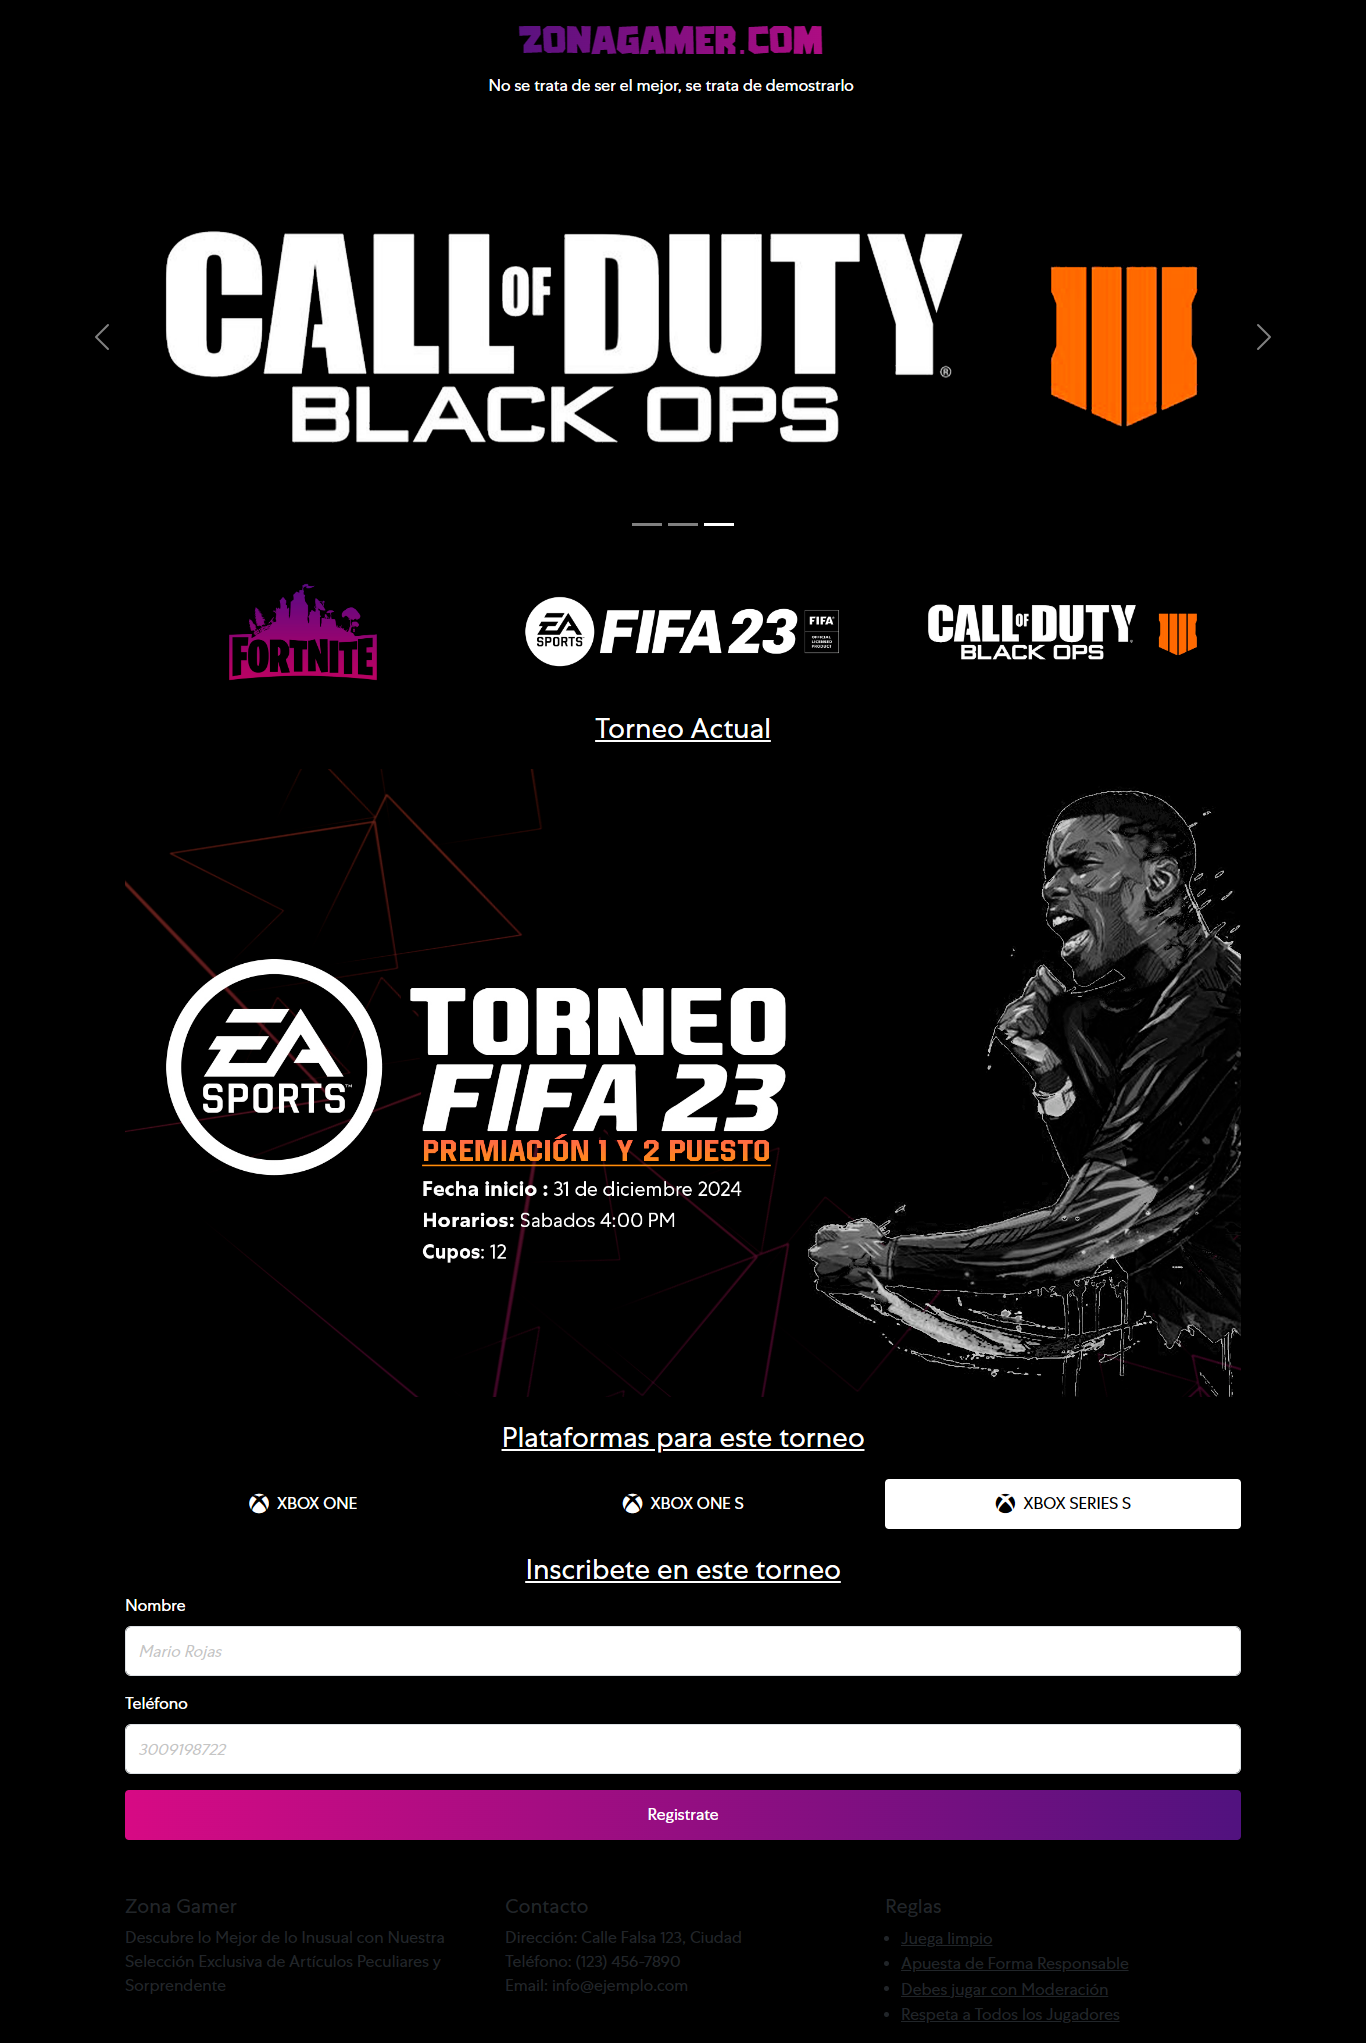 ZONAGAMER.COM
No se trata de ser el mejor, se trata de demostrarlo
CALL OF DUTY®
BLACK OPS
FORTNITE
EA SPORTS FIFA 23 FIFA OFFICIAL LICENSED PRODUCT
CALL OF DUTY
BLACK OPS
Torneo Actual
EA SPORTS™
TORNEO
FIFA 23
PREMIACIÓN 1 Y 2 PUESTO
Fecha inicio : 31 de diciembre 2024
Horarios: Sabados 4:00 PM
Cupos: 12
Plataformas para este torneo
XBOX ONE
XBOX ONE S
XBOX SERIES S
Inscribete en este torneo
Nombre
Mario Rojas
Teléfono
3009198722
Registrate
Zona Gamer
Descubre lo Mejor de lo Inusual con Nuestra
Selección Exclusiva de Artículos Peculiares y
Sorprendente
Contacto
Dirección: Calle Falsa 123, Ciudad
Teléfono: (123) 456-7890
Email: info@ejemplo.com
Reglas
• Juega limpio
• Apuesta de Forma Responsable
• Debes jugar con Moderación
• Respeta a Todos los Jugadores